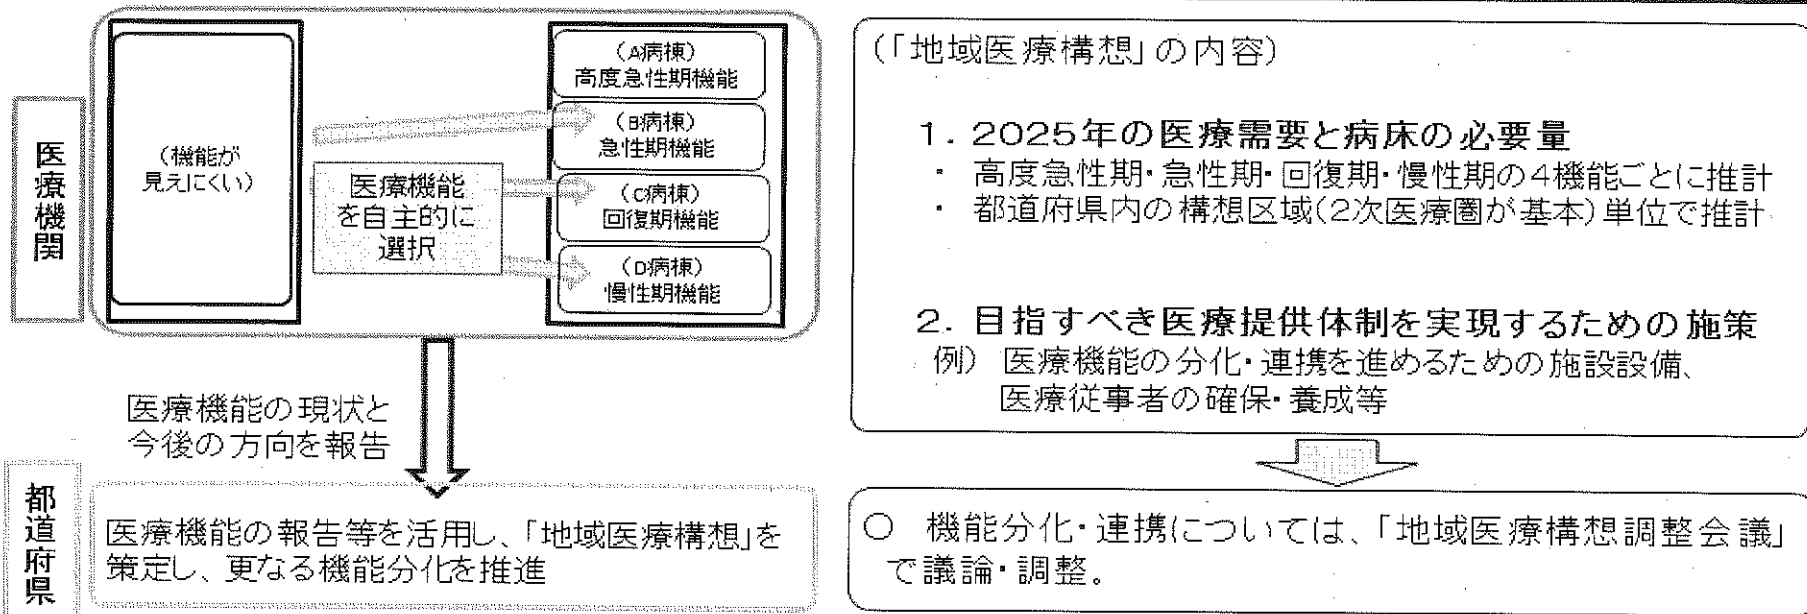 医療機関
(機能が
見えにくい)
医療機能
を自主的に
選択
(A病棟)
高度急性期機能
(B病棟)
急性期機能
(C病棟)
回復期機能
(D病棟)
慢性期機能
医療機能の現状と
今後の方向を報告
都道府県
医療機能の報告等を活用し、「地域医療構想」を
策定し、更なる機能分化を推進
(「地域医療構想」の内容)
1. 2025年の医療需要と病床の必要量
・ 高度急性期・急性期・回復期・慢性期の4機能ごとに推計
・ 都道府県内の構想区域(2次医療圏が基本)単位で推計
2. 目指すべき医療提供体制を実現するための施策
例) 医療機能の分化・連携を進めるための施設設備、
医療従事者の確保・養成等
○ 機能分化・連携については、「地域医療構想調整会議」
で議論・調整。